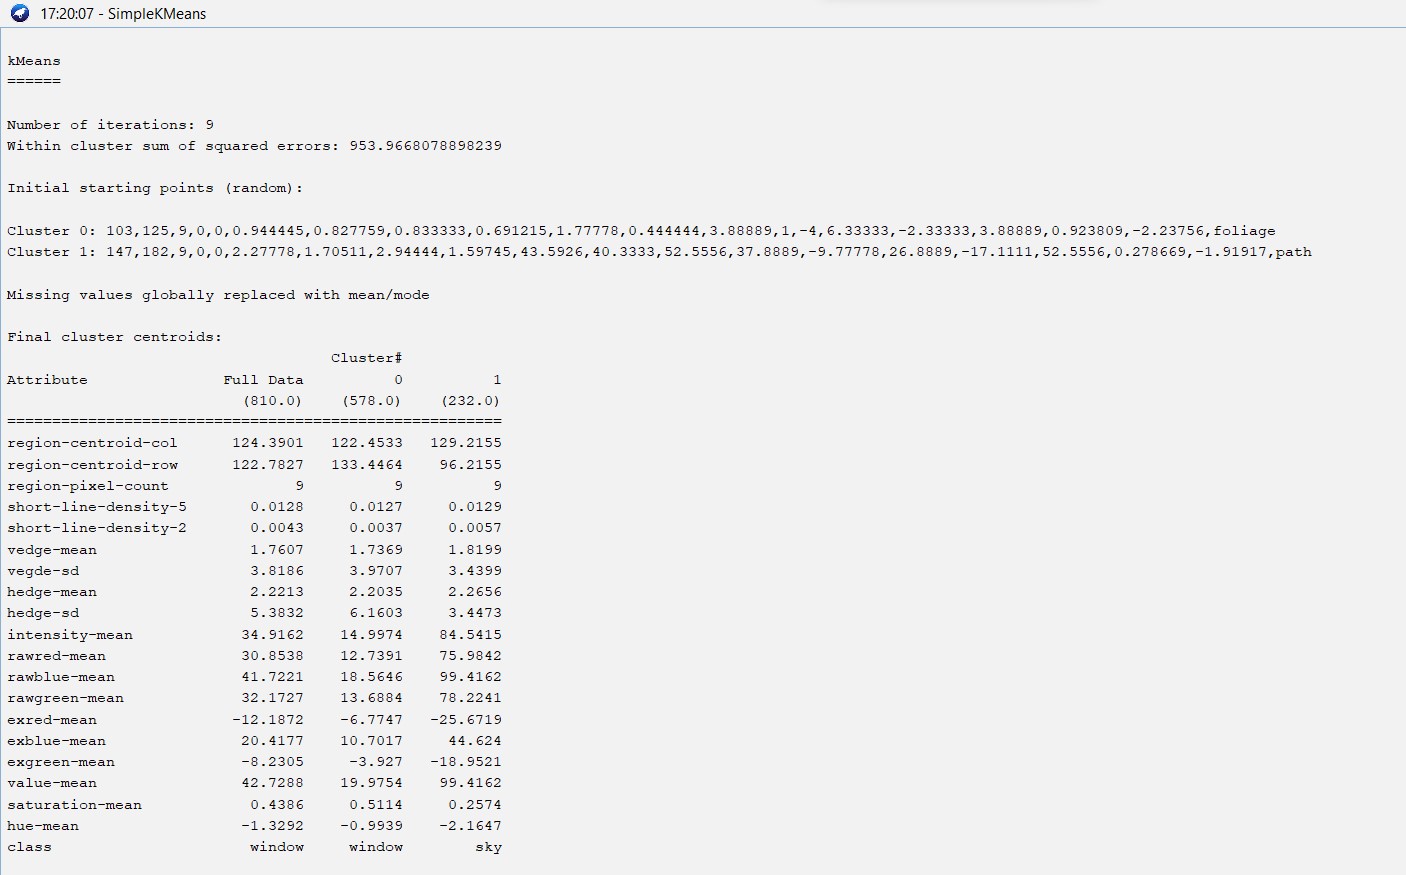 17:20:07 - SimpleKMeans
kMeans
======
Number of iterations: 9
Within cluster sum of squared errors: 953.9668078898239
Initial starting points (random):
Cluster 0: 103,125,9,0,0,0.944445,0.827759,0.833333,0.691215,1.77778,0.444444,3.88889,1,-4,6.33333,-2.33333,3.88889,0.923809,-2.23756,foliage
Cluster 1: 147,182,9,0,0,2.27778,1.70511,2.94444,1.59745,43.5926,40.3333,52.5556,37.8889,-9.77778,26.8889,-17.1111,52.5556,0.278669,-1.91917,path
Missing values globally replaced with mean/mode
Final cluster centroids:
Cluster#
Attribute Full Data 0 1
(810.0) (578.0) (232.0)
=======================================================
region-centroid-col 124.3901 122.4533 129.2155
region-centroid-row 122.7827 133.4464 96.2155
region-pixel-count 9 9 9
short-line-density-5 0.0128 0.0127 0.0129
short-line-density-2 0.0043 0.0037 0.0057
vedge-mean 1.7607 1.7369 1.8199
vegde-sd 3.8186 3.9707 3.4399
hedge-mean 2.2213 2.2035 2.2656
hedge-sd 5.3832 6.1603 3.4473
intensity-mean 34.9162 14.9974 84.5415
rawred-mean 30.8538 12.7391 75.9842
rawblue-mean 41.7221 18.5646 99.4162
rawgreen-mean 32.1727 13.6884 78.2241
exred-mean -12.1872 -6.7747 -25.6719
exblue-mean 20.4177 10.7017 44.624
exgreen-mean -8.2305 -3.927 -18.9521
value-mean 42.7288 19.9754 99.4162
saturation-mean 0.4386 0.5114 0.2574
hue-mean -1.3292 -0.9939 -2.1647
class window window sky